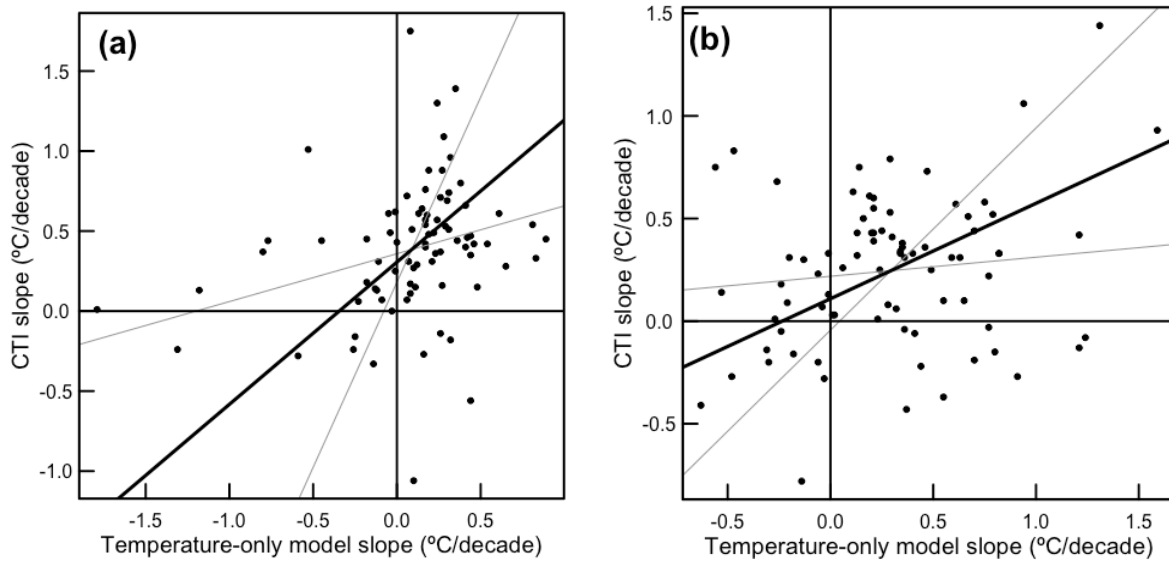 (a)
1.5
1.0
0.5
0.0
-0.5
-1.0
CTI slope (ºC/decade)
-1.5 -1.0 -0.5 0.0 0.5
Temperature-only model slope (ºC/decade)
(b)
1.5
1.0
0.5
0.0
-0.5
CTI slope (ºC/decade)
-0.5 0.0 0.5 1.0 1.5
Temperature-only model slope (ºC/decade)